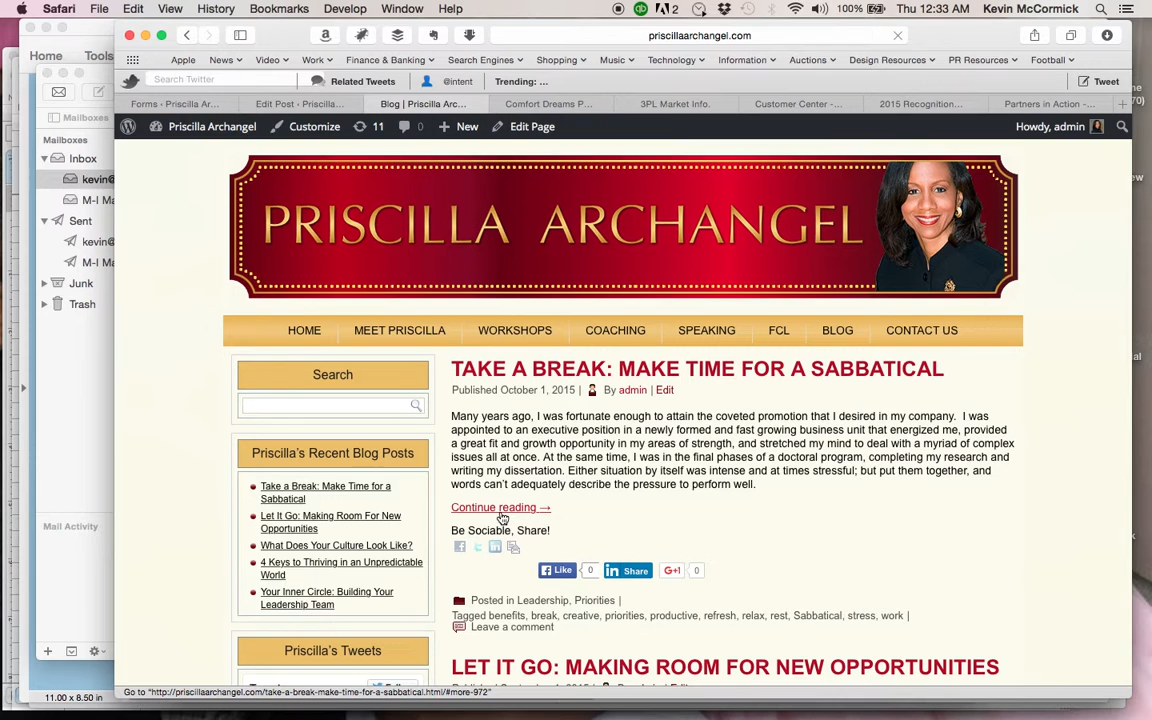 Safari File Edit View History Bookmarks Develop Window Help 2 100% Thu 12:33 AM Kevin McCormick
priscillaarchangel.com
Home Tools
Apple News Video Work Finance & Banking Search Engines Shopping Music Technology Information Auctions Design Resources PR Resources Football
Search Twitter Related Tweets @intent Trending: ... Tweet
Forms - Priscilla Ar... Edit Post - Priscilla... Blog | Priscilla Arc... Comfort Dreams P... 3PL Market Info. Customer Center -... 2015 Recognition... Partners in Action -...
Priscilla Archangel Customize 11 0 New Edit Page Howdy, admin
Mailboxes
Mailboxes
Inbox
kevin@
M-I Ma
Sent
kevin@
M-I Ma
Junk
Trash
Mail Activity
11.00 x 8.50 in
PRISCILLA ARCHANGEL
HOME MEET PRISCILLA WORKSHOPS COACHING SPEAKING FCL BLOG CONTACT US
Search
Priscilla's Recent Blog Posts
Take a Break: Make Time for a
Sabbatical
Let It Go: Making Room For New
Opportunities
What Does Your Culture Look Like?
4 Keys to Thriving in an Unpredictable
World
Your Inner Circle: Building Your
Leadership Team
Priscilla's Tweets
TAKE A BREAK: MAKE TIME FOR A SABBATICAL
Published October 1, 2015 | By admin | Edit
Many years ago, I was fortunate enough to attain the coveted promotion that I desired in my company. I was
appointed to an executive position in a newly formed and fast growing business unit that energized me, provided
a great fit and growth opportunity in my areas of strength, and stretched my mind to deal with a myriad of complex
issues all at once. At the same time, I was in the final phases of a doctoral program, completing my research and
writing my dissertation. Either situation by itself was intense and at times stressful; but put them together, and
words can't adequately describe the pressure to perform well.
Continue reading →
Be Sociable, Share!
Like 0 Share G+1 0
Posted in Leadership, Priorities |
Tagged benefits, break, creative, priorities, productive, refresh, relax, rest, Sabbatical, stress, work |
Leave a comment
LET IT GO: MAKING ROOM FOR NEW OPPORTUNITIES
Go to "http://priscillaarchangel.com/take-a-break-make-time-for-a-sabbatical.html/#more-972"